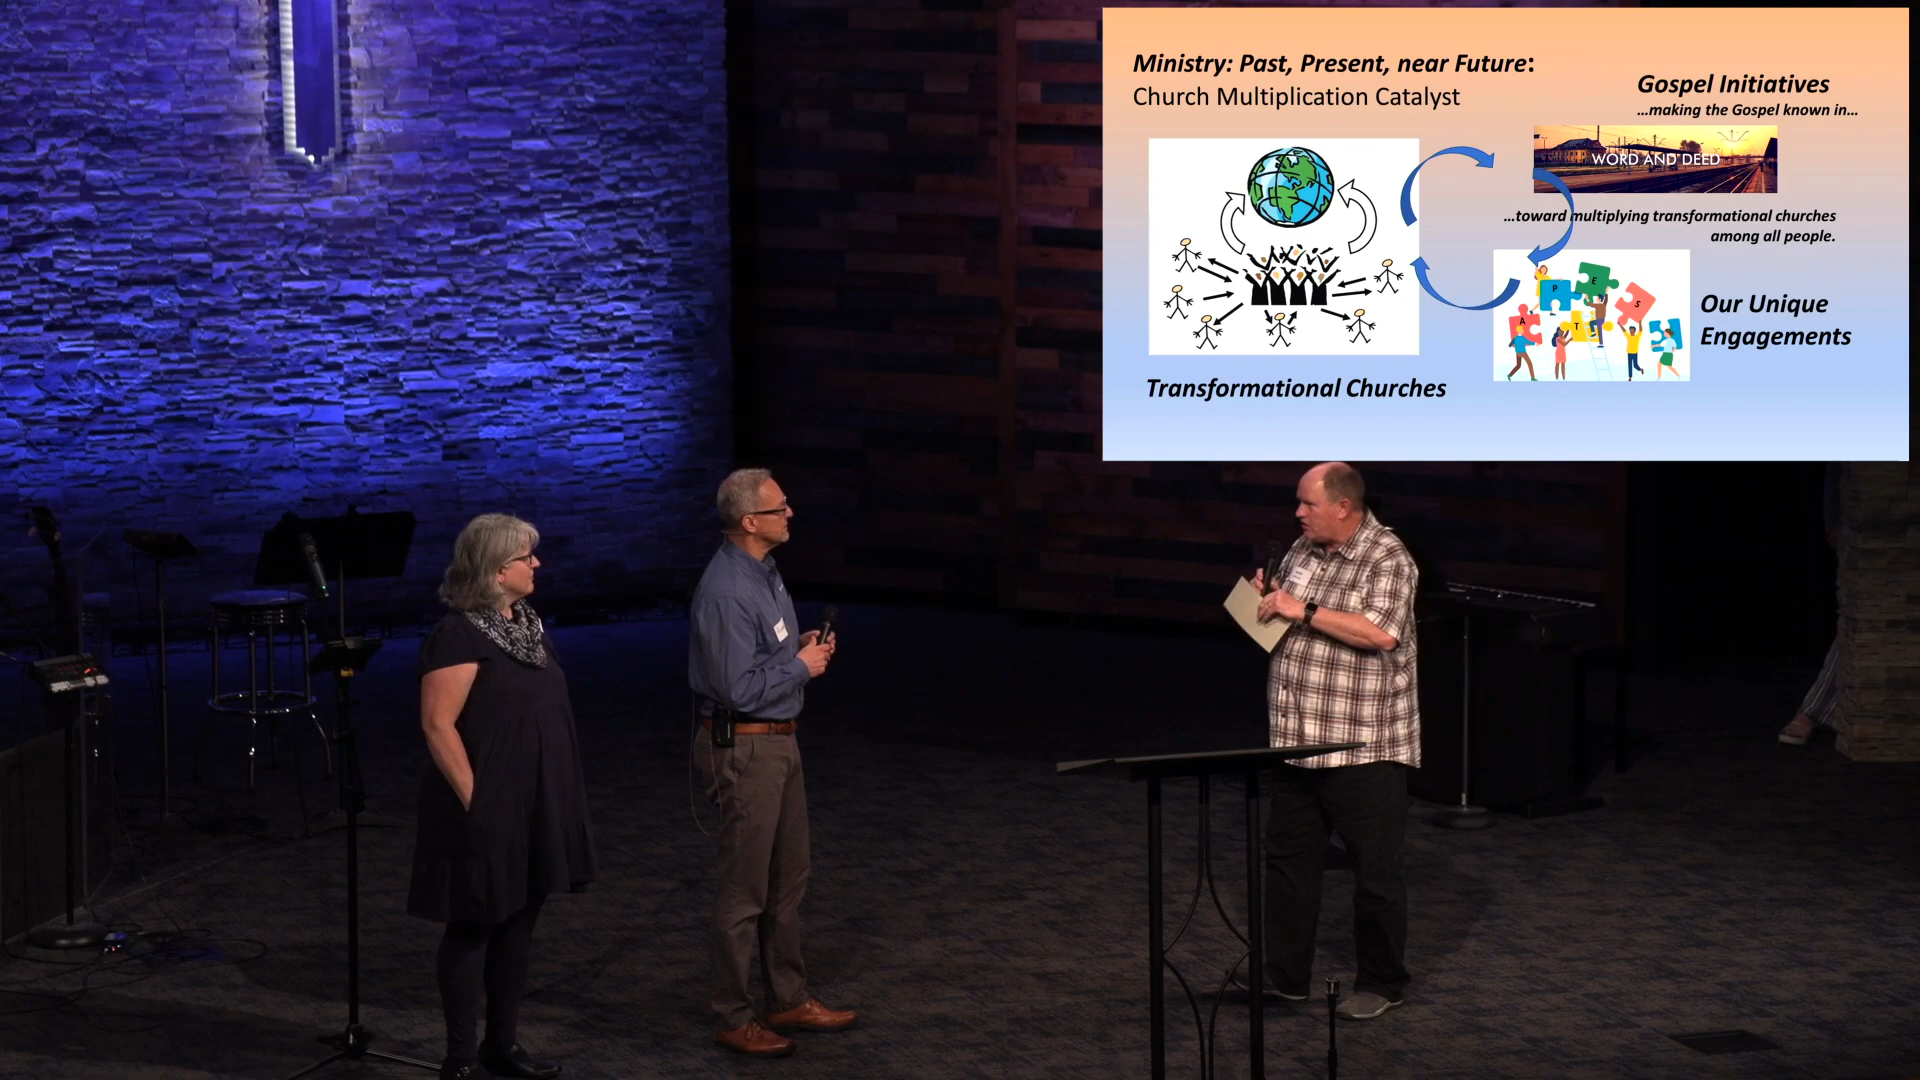 Ministry: Past, Present, near Future:
Church Multiplication Catalyst
Gospel Initiatives
...making the Gospel known in...
WORD AND DEED
...toward multiplying transformational churches
among all people.
A P T E S
Our Unique
Engagements
Transformational Churches